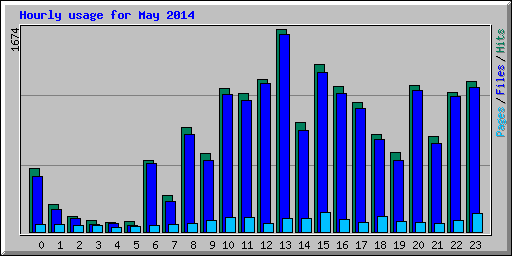 Hourly usage for May 2014
1674
Pages/Files/Hits
0 1 2 3 4 5 6 7 8 9 10 11 12 13 14 15 16 17 18 19 20 21 22 23